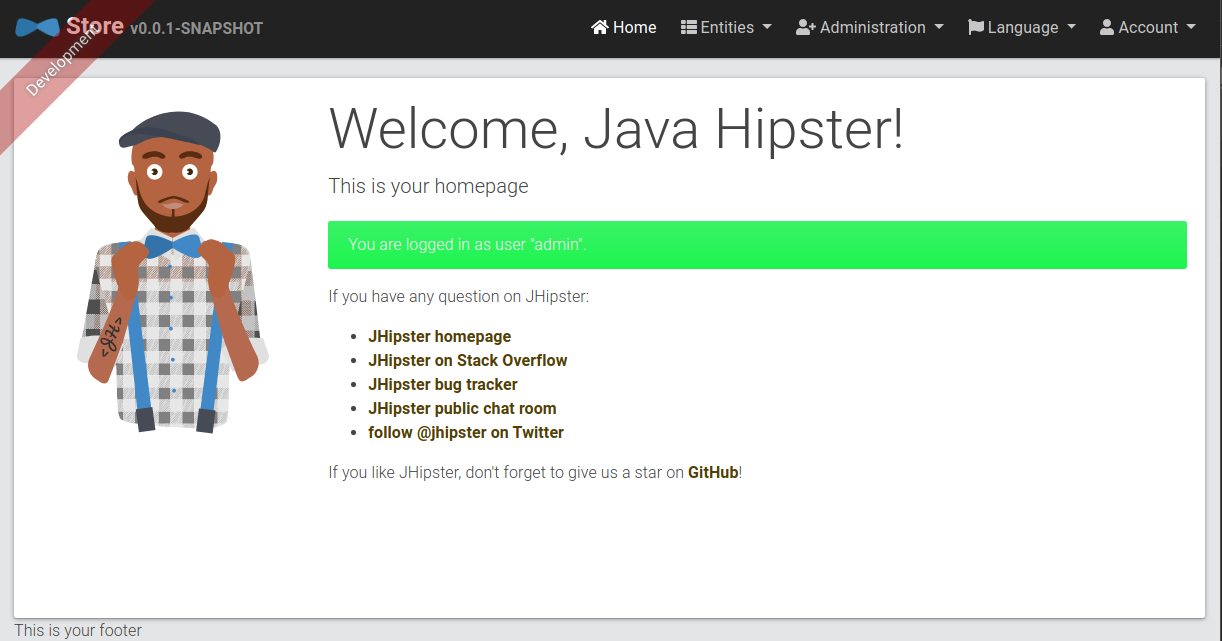 Store v0.0.1-SNAPSHOT
Development
Home Entities Administration Language Account
Welcome, Java Hipster!
This is your homepage
You are logged in as user "admin".
If you have any question on JHipster:
JHipster homepage
JHipster on Stack Overflow
JHipster bug tracker
JHipster public chat room
follow @jhipster on Twitter
If you like JHipster, don't forget to give us a star on GitHub!
<JH>
This is your footer